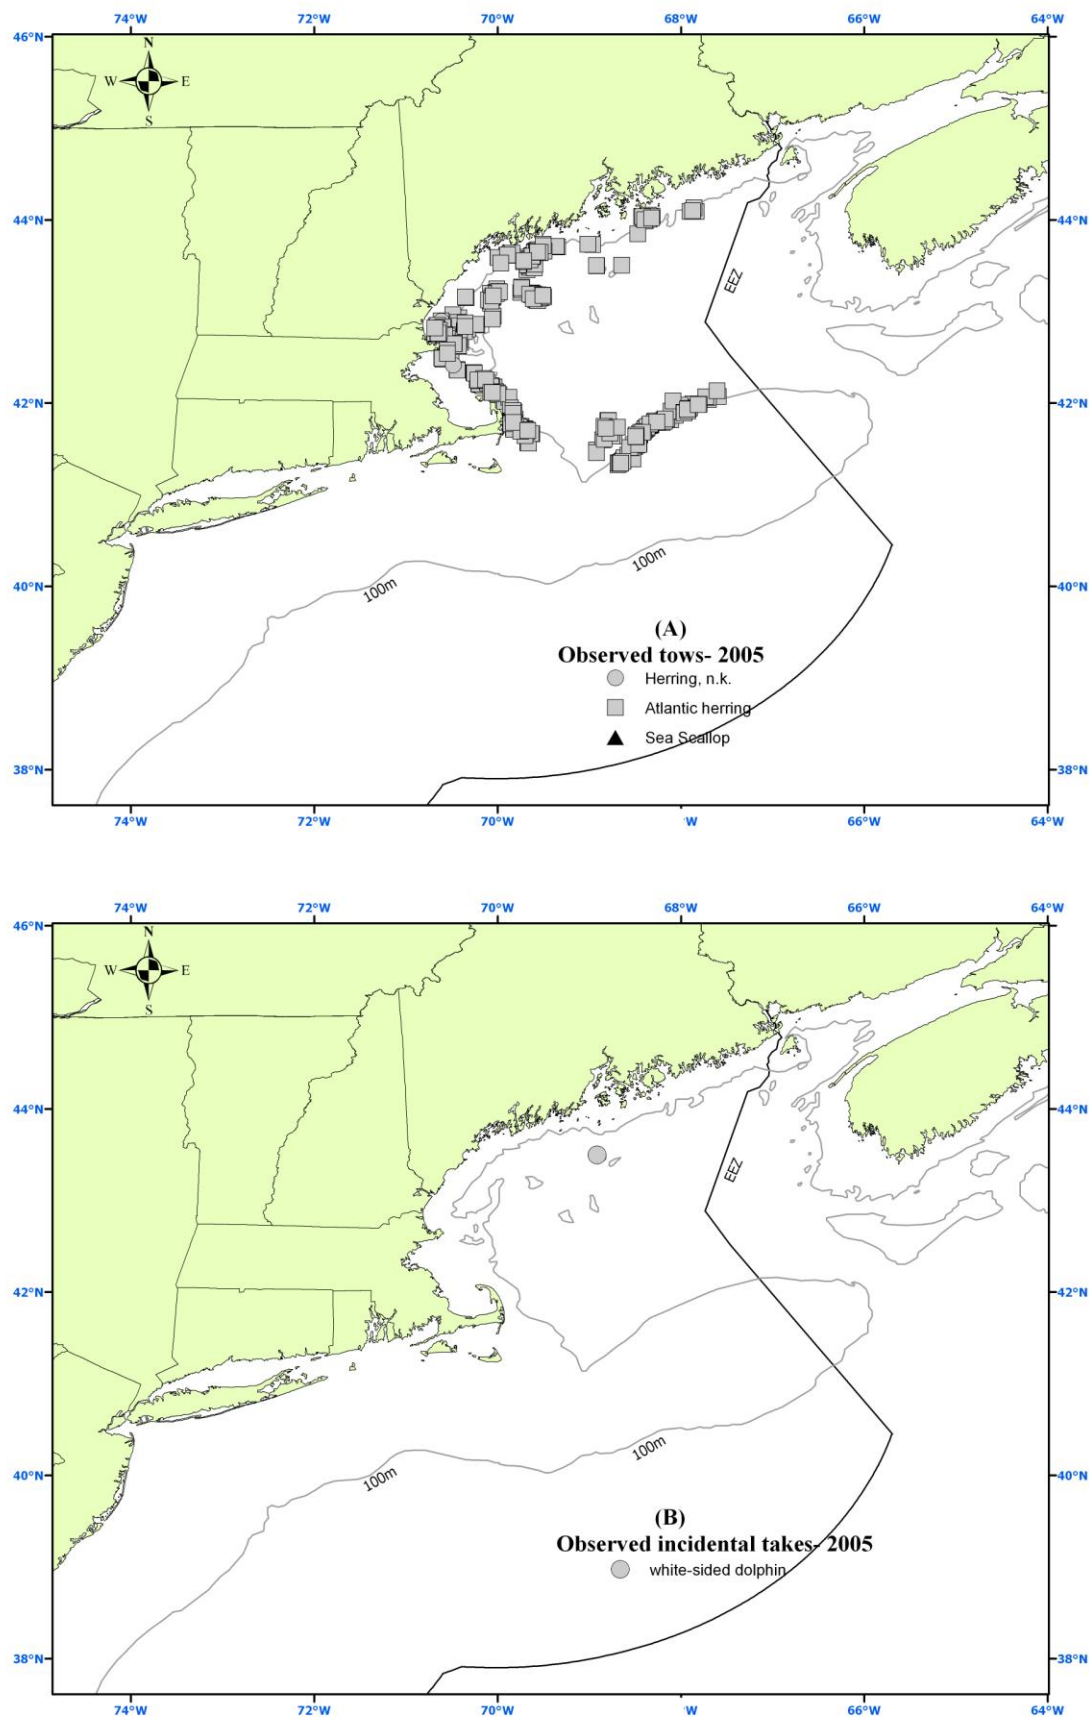 74°W 72°W 70°W 68°W 66°W 64°W
46°N
N
W E
S
44°N 44°N
EEZ
42°N 42°N
100m
100m
40°N 40°N
(A)
Observed tows- 2005
Herring, n.k.
Atlantic herring
Sea Scallop
38°N 38°N
74°W 72°W 70°W 'W 66°W 64°W
74°W 72°W 70°W 68°W 66°W 64°W
46°N
N
W E
S
44°N 44°N
EEZ
42°N 42°N
100m
100m
40°N 40°N
(B)
Observed incidental takes- 2005
white-sided dolphin
38°N 38°N
74°W 72°W 70°W 68°W 66°W 64°W